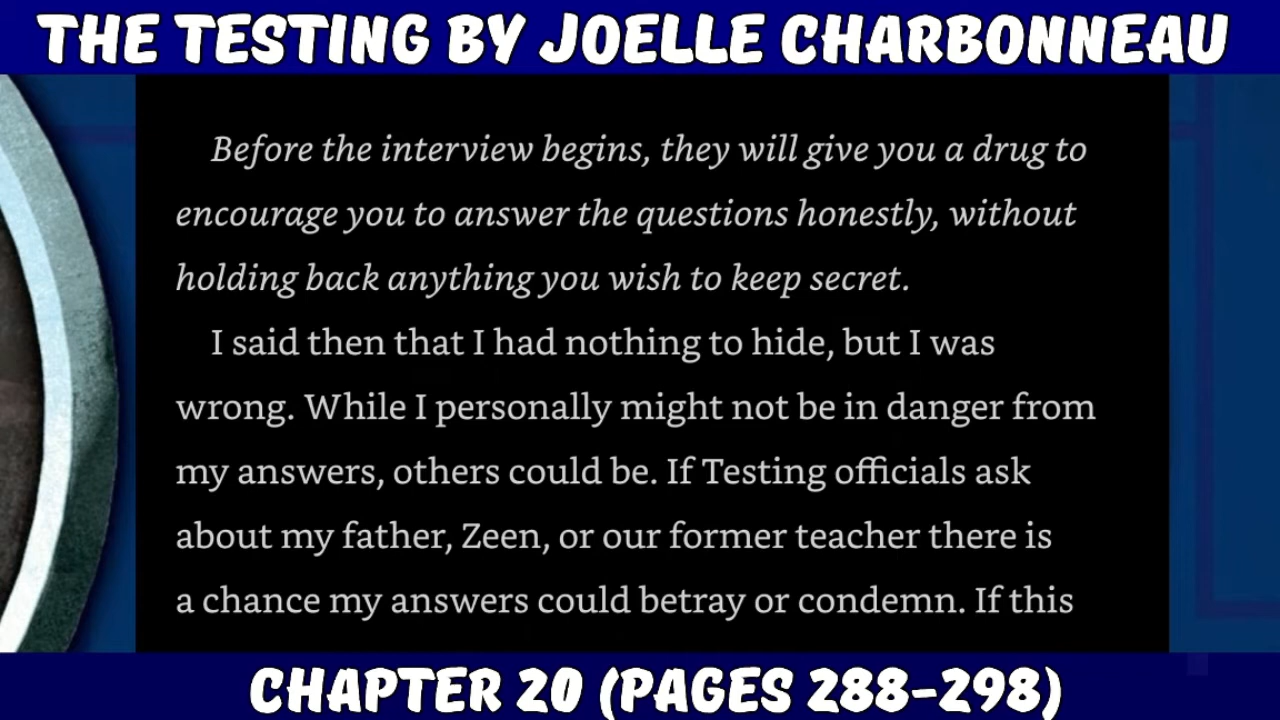 THE TESTING BY JOELLE CHARBONNEAU
Before the interview begins, they will give you a drug to
encourage you to answer the questions honestly, without
holding back anything you wish to keep secret.
I said then that I had nothing to hide, but I was
wrong. While I personally might not be in danger from
my answers, others could be. If Testing officials ask
about my father, Zeen, or our former teacher there is
a chance my answers could betray or condemn. If this
CHAPTER 20 (PAGES 288-298)